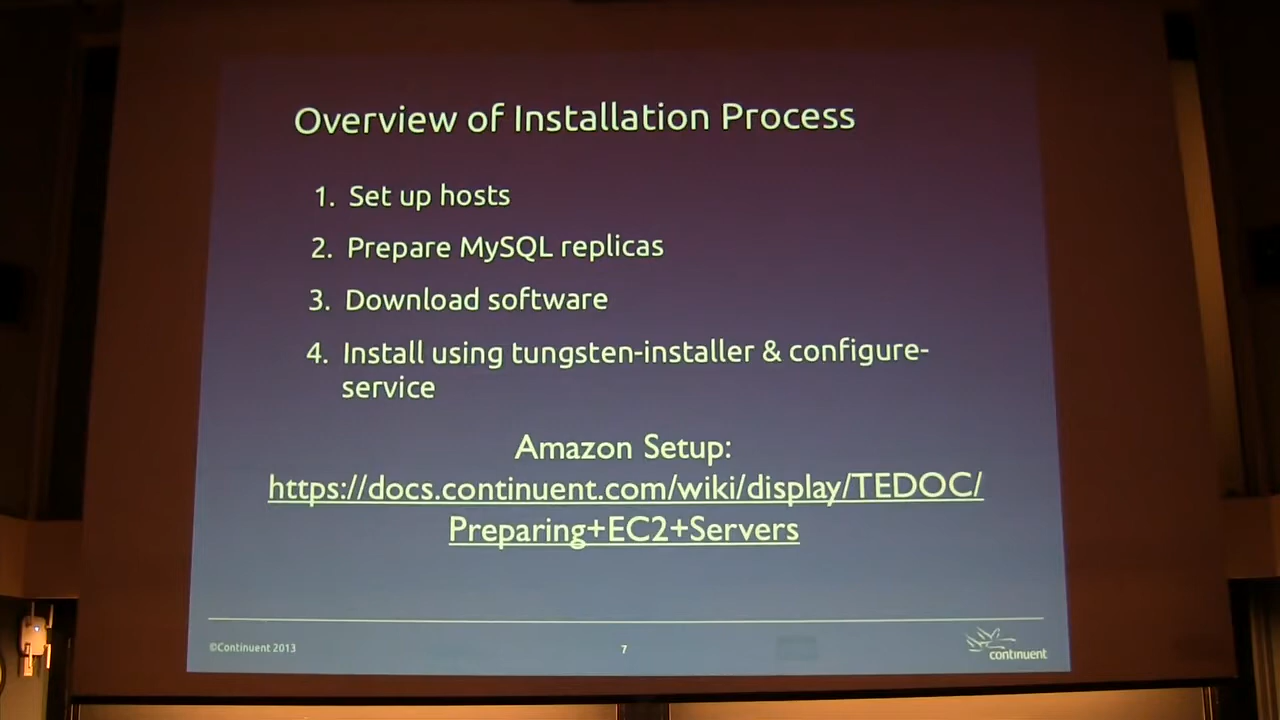 Overview of Installation Process
1. Set up hosts
2. Prepare MySQL replicas
3. Download software
4. Install using tungsten-installer & configure-
service
Amazon Setup:
https://docs.continuent.com/wiki/display/TEDOC/
Preparing+EC2+Servers
©Continuent 2013
7
continuent